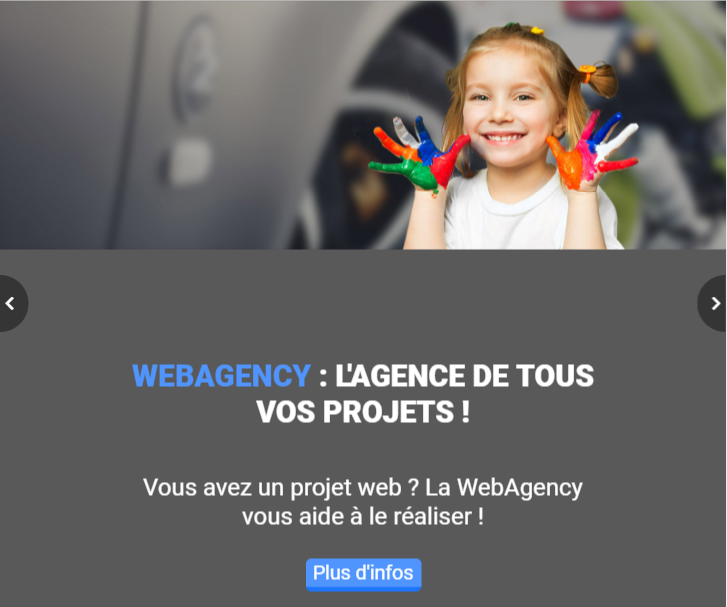 WEBAGENCY : L'AGENCE DE TOUS
VOS PROJETS !
Vous avez un projet web ? La WebAgency
vous aide à le réaliser !
Plus d'infos